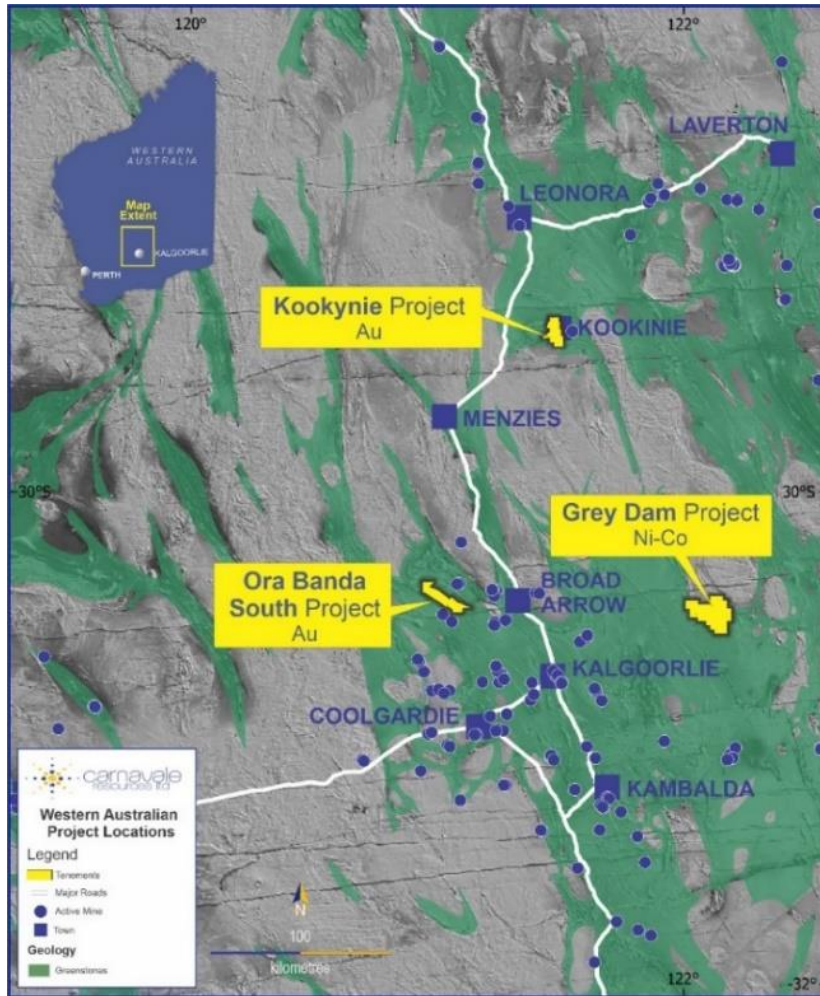 120°
122°
WESTERN
AUSTRALIA
Map
Extent
KALGOORLIE
PERTH
LAVERTON
LEONORA
Kookynie Project
Au
KOOKINIE
MENZIES
30°S
30°S
Grey Dam Project
Ni-Co
Ora Banda
South Project
Au
BROAD
ARROW
KALGOORLIE
COOLGARDIE
KAMBALDA
carnavale
resources ltd
Western Australian
Project Locations
Legend
Tenements
Major Roads
Active Mine
Town
Geology
Greenstones
N
100
kilometres
122°
-32°